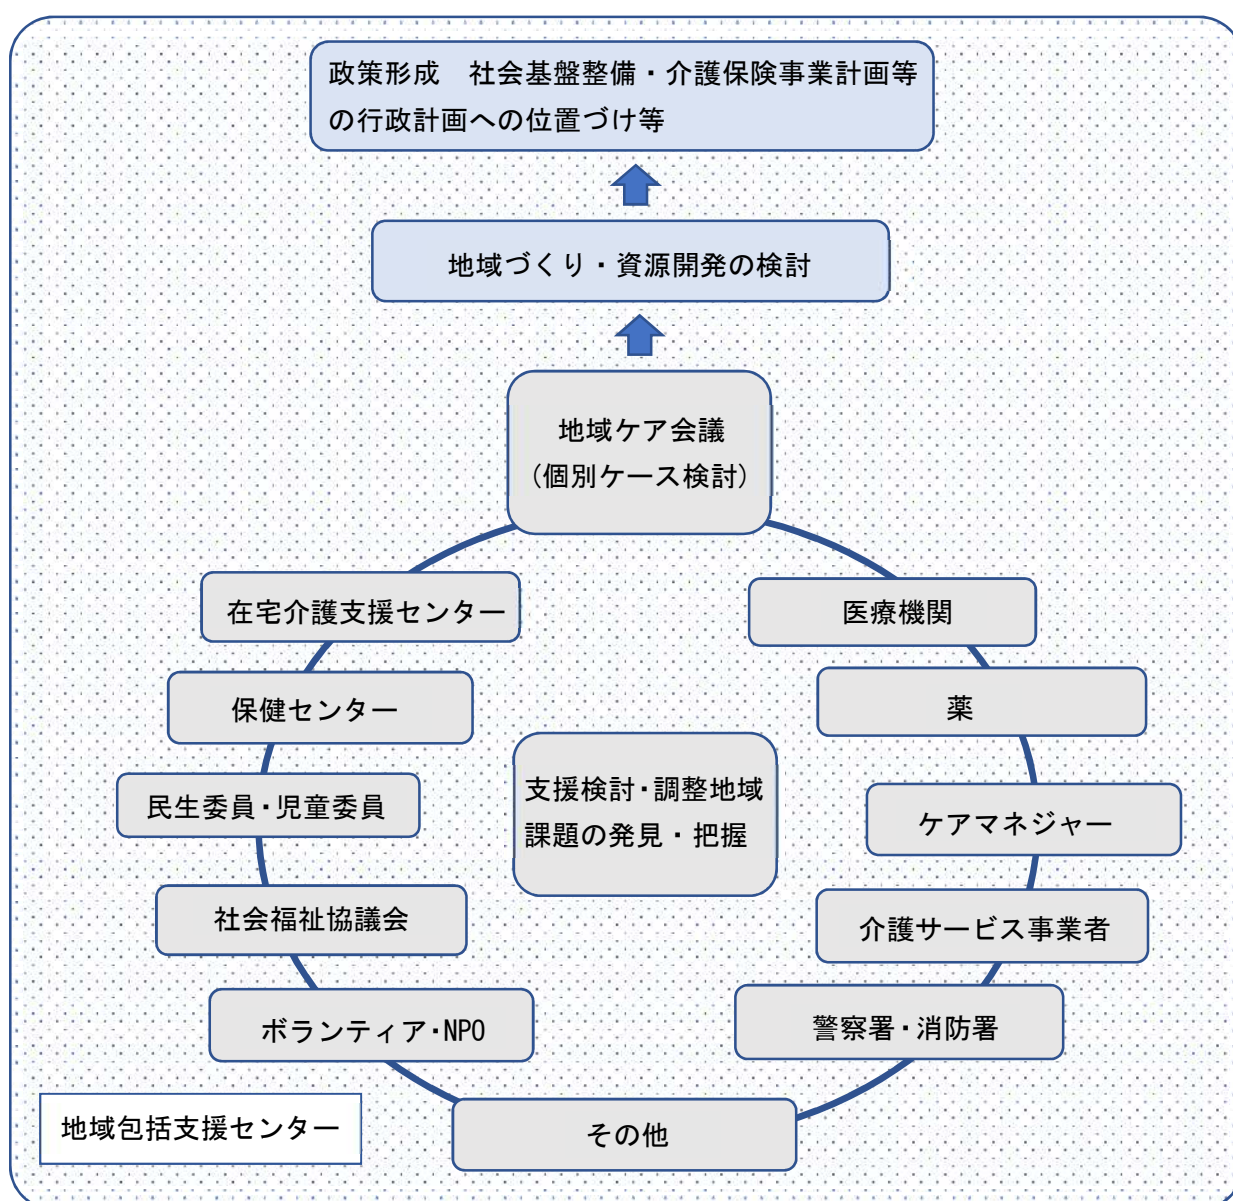 政策形成　社会基盤整備・介護保険事業計画等
の行政計画への位置づけ等
地域づくり・資源開発の検討
地域ケア会議
(個別ケース検討)
在宅介護支援センター
医療機関
保健センター
薬
支援検討・調整地域
課題の発見・把握
民生委員・児童委員
ケアマネジャー
社会福祉協議会
介護サービス事業者
ボランティア・NPO
警察署・消防署
地域包括支援センター
その他